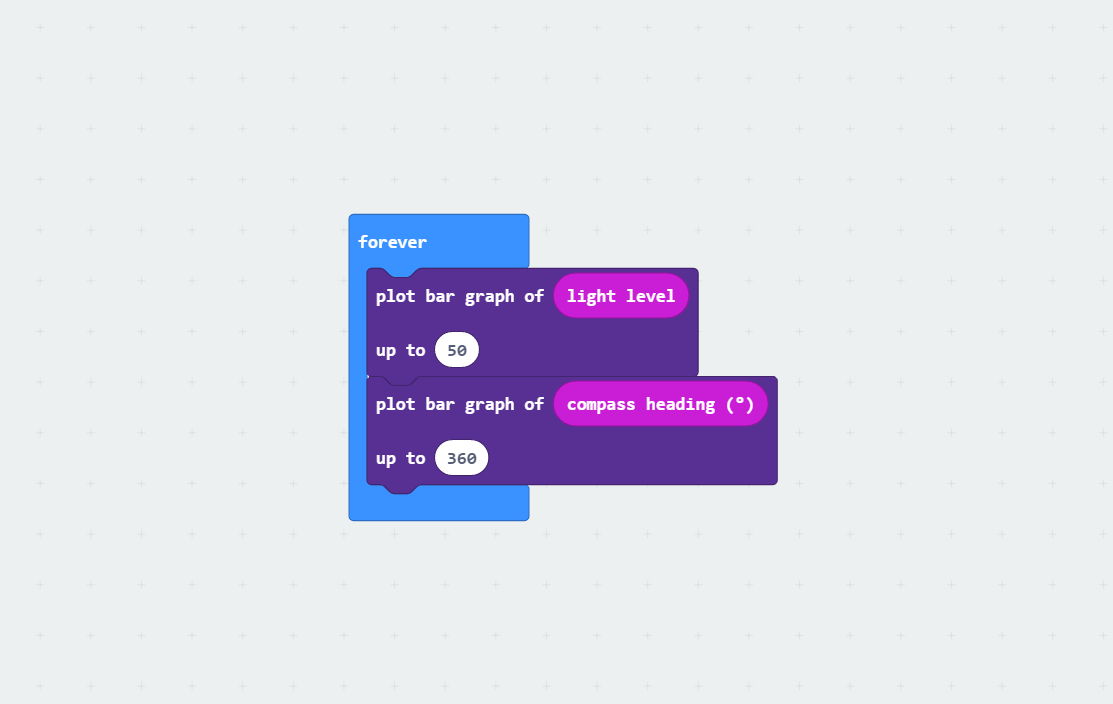 forever
plot bar graph of light level
up to 50
plot bar graph of compass heading (°)
up to 360